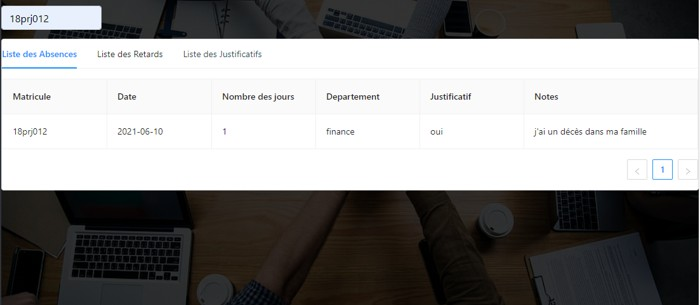 18prj012
Liste des Absences Liste des Retards Liste des Justificatifs
Matricule Date Nombre des jours Departement Justificatif Notes
18prj012 2021-06-10 1 finance oui j'ai un décès dans ma famille
1